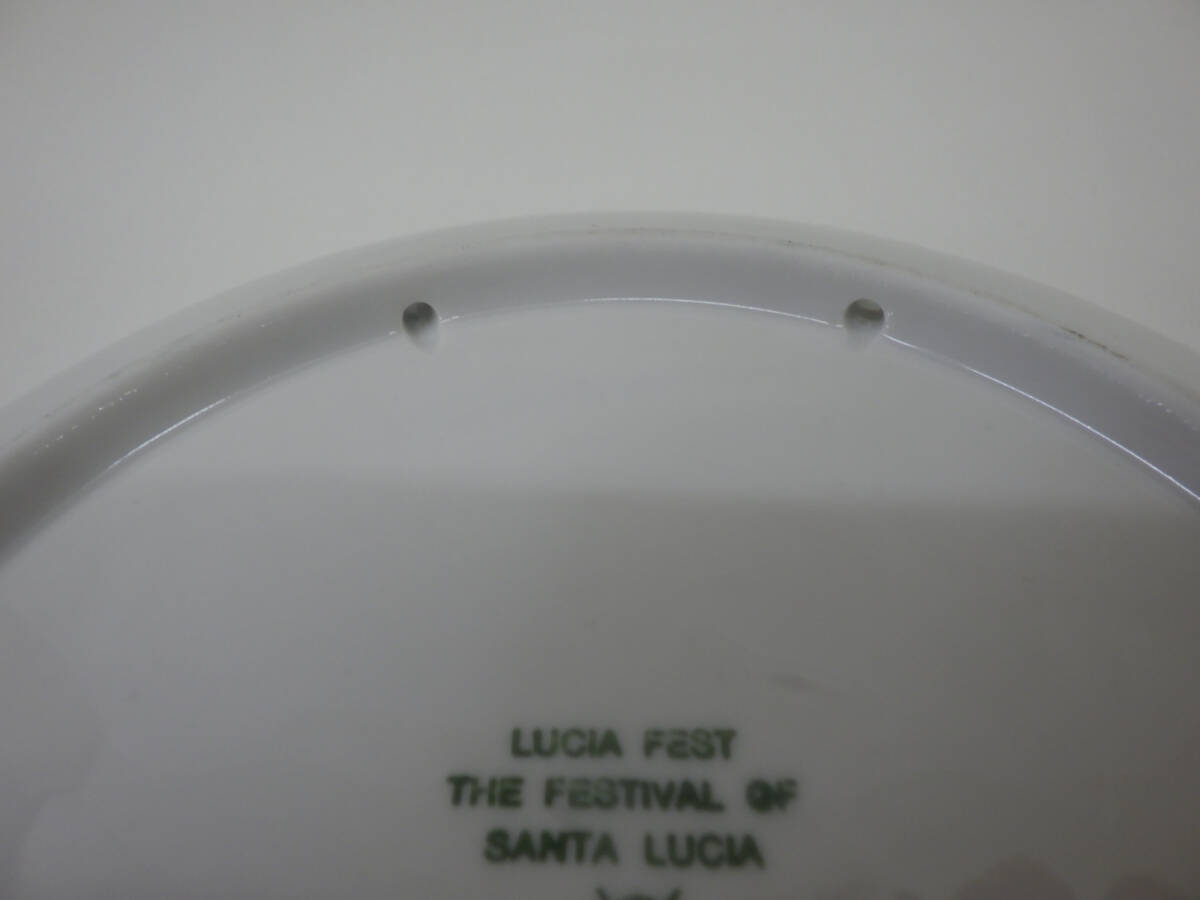 LUCIA FEST
THE FESTIVAL OF
SANTA LUCIA